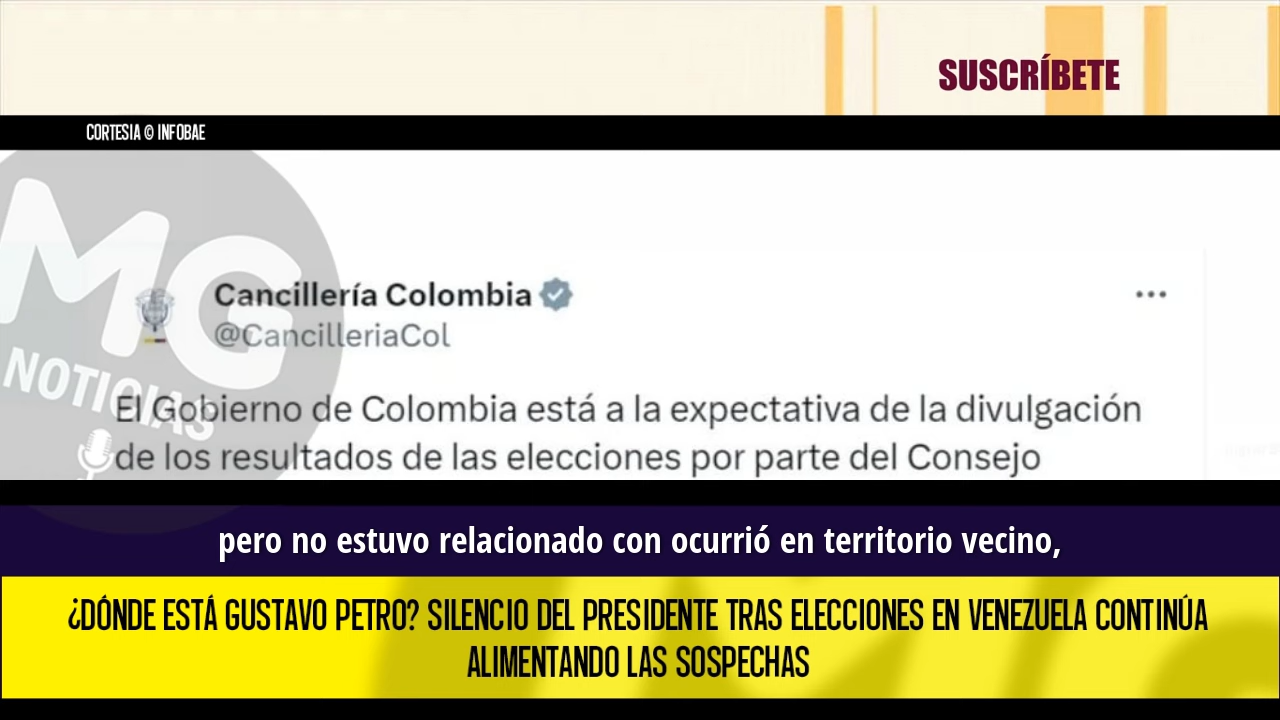 SUSCRÍBETE
CORTESIA © INFOBAE
MG
NOTICIAS
Cancillería Colombia
@CancilleriaCol
El Gobierno de Colombia está a la expectativa de la divulgación
de los resultados de las elecciones por parte del Consejo
pero no estuvo relacionado con ocurrió en territorio vecino,
¿DÓNDE ESTÁ GUSTAVO PETRO? SILENCIO DEL PRESIDENTE TRAS ELECCIONES EN VENEZUELA CONTINÚA
ALIMENTANDO LAS SOSPECHAS